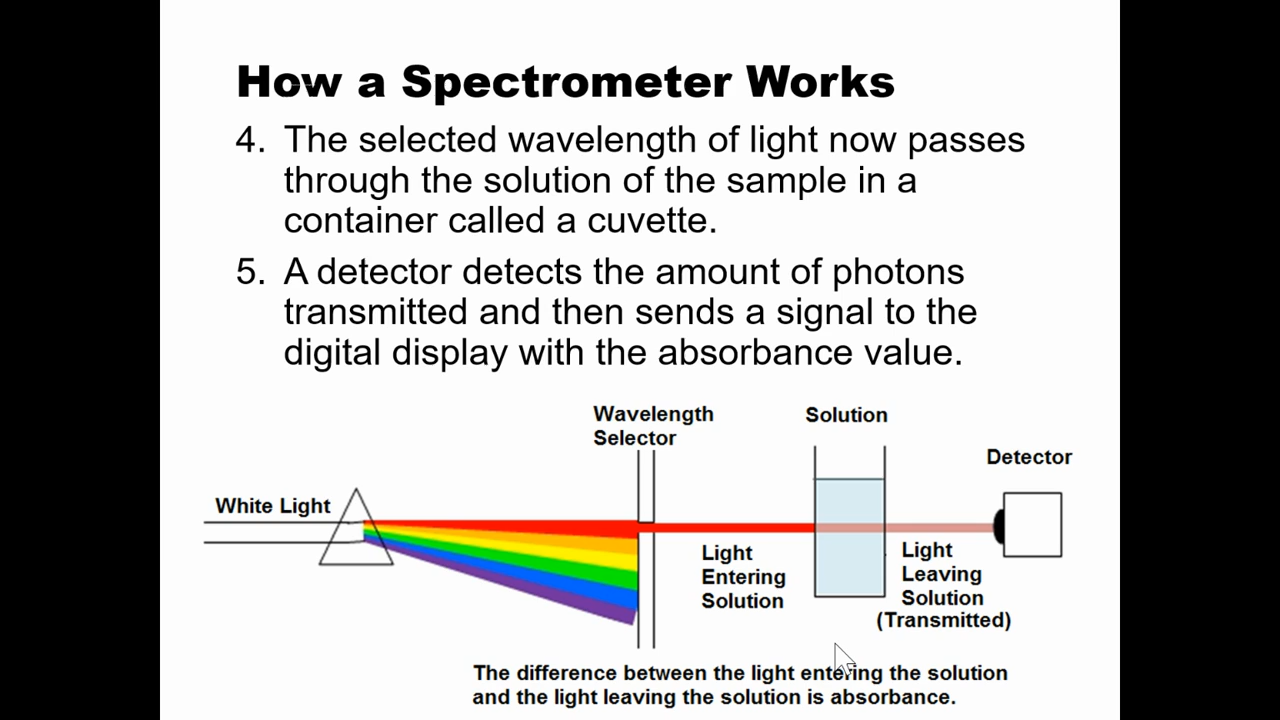 How a Spectrometer Works
4. The selected wavelength of light now passes
through the solution of the sample in a
container called a cuvette.
5. A detector detects the amount of photons
transmitted and then sends a signal to the
digital display with the absorbance value.
Wavelength
Selector
Solution
Detector
White Light
Light
Entering
Solution
Light
Leaving
Solution
(Transmitted)
The difference between the light entering the solution
and the light leaving the solution is absorbance.